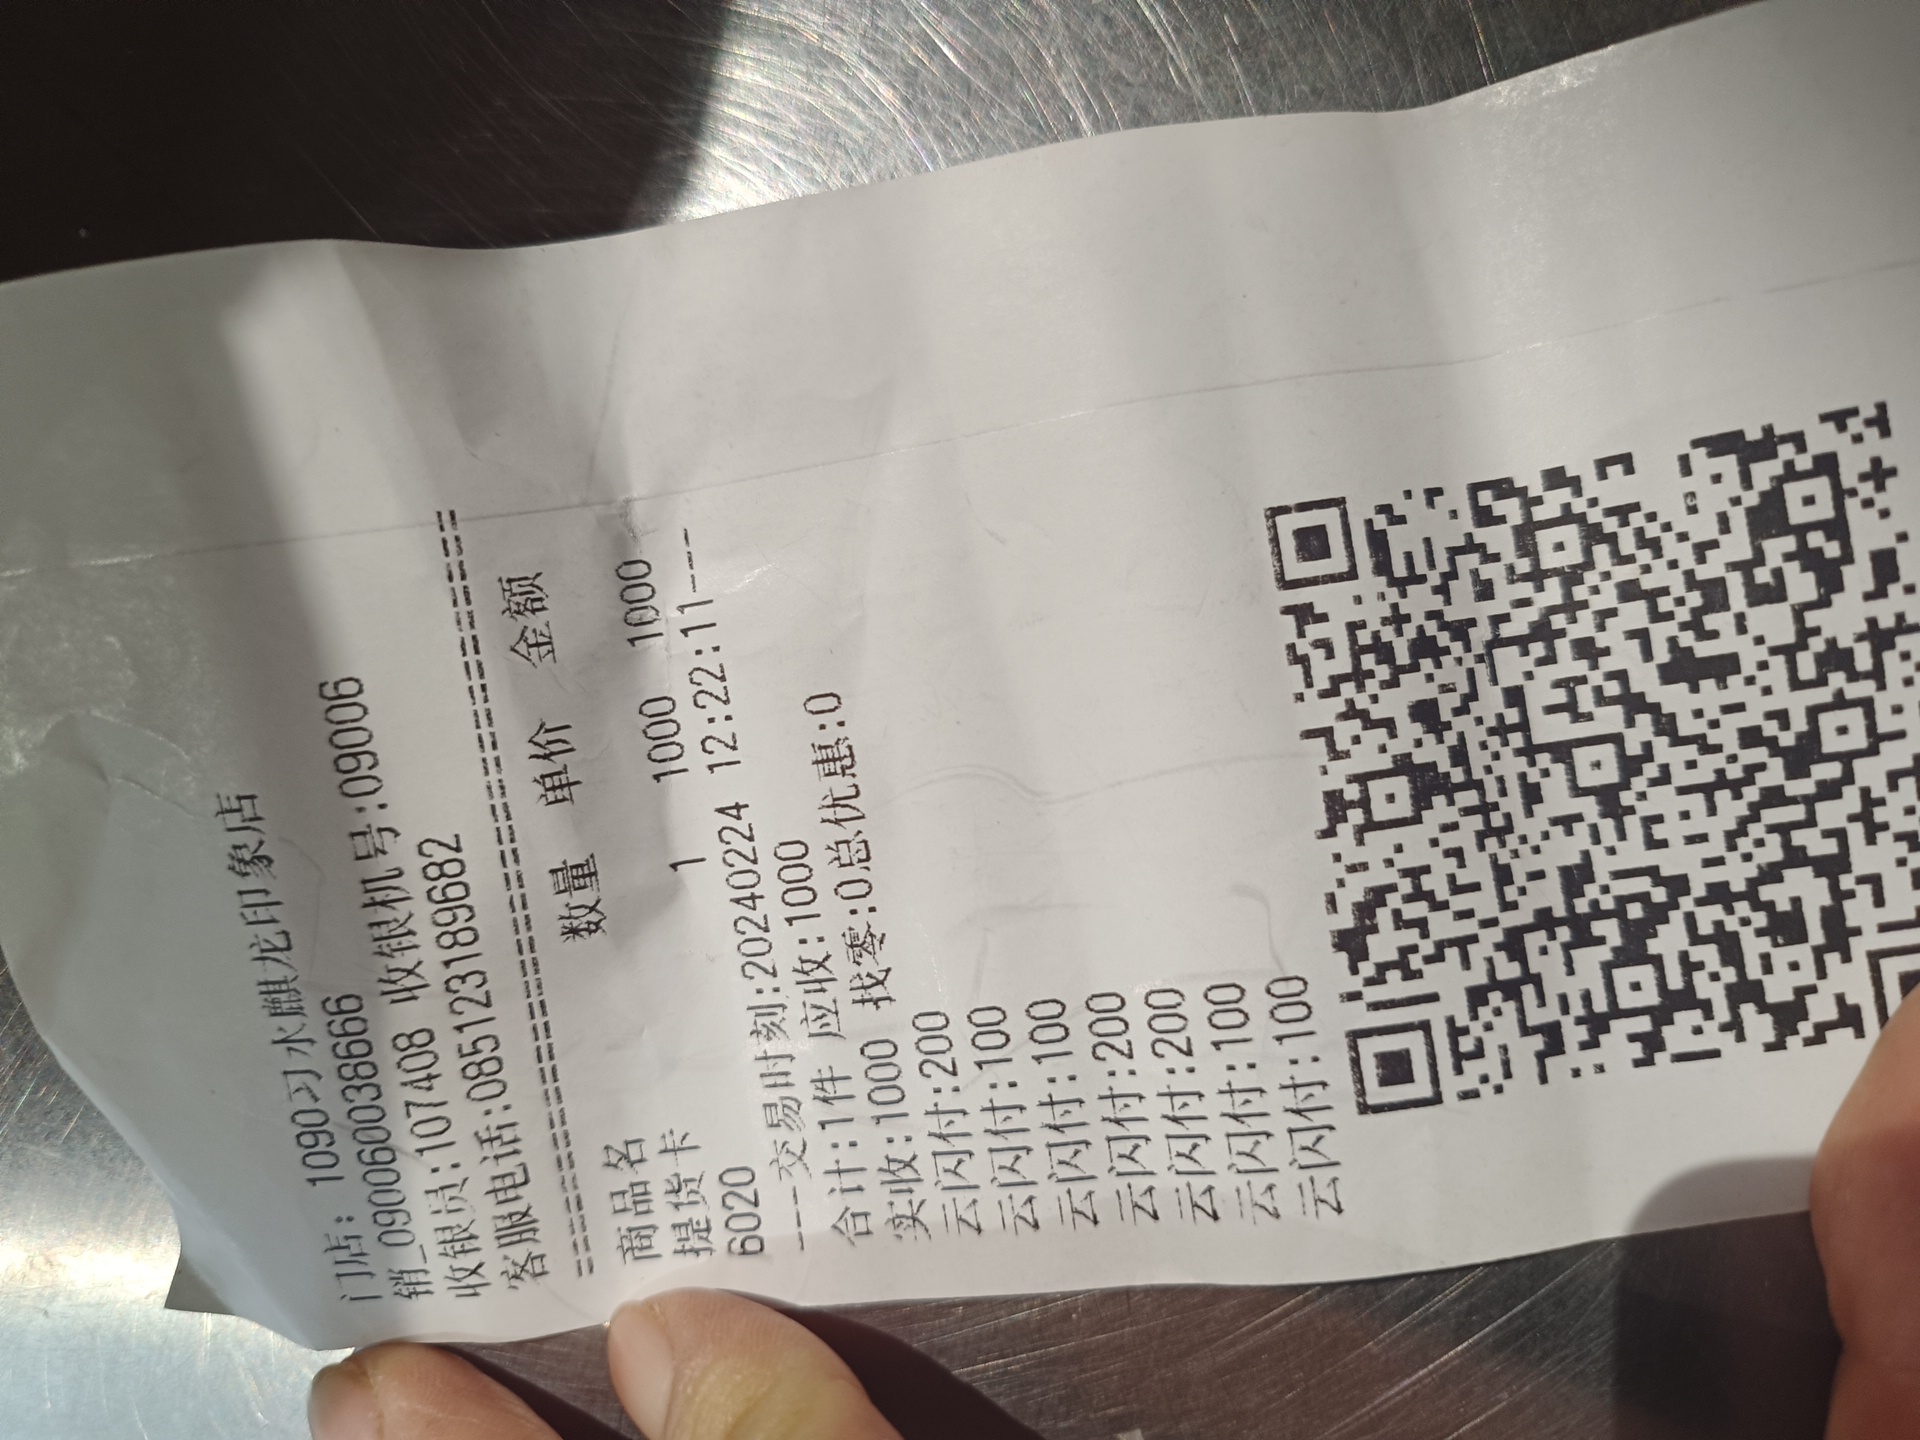 门店: 1090习水麒龙印象店
销_0900600038666
收银员:107408 收银机号:09006
客服电话:085123189682
================================
商品名 数量 单价 金额
提货卡
6020 1 1000 1000
---交易时刻:20240224 12:22:11---
合计:1件 应收:1000
实收:1000 找零:0总优惠:0
云闪付:200
云闪付:100
云闪付:100
云闪付:200
云闪付:200
云闪付:100
云闪付:100